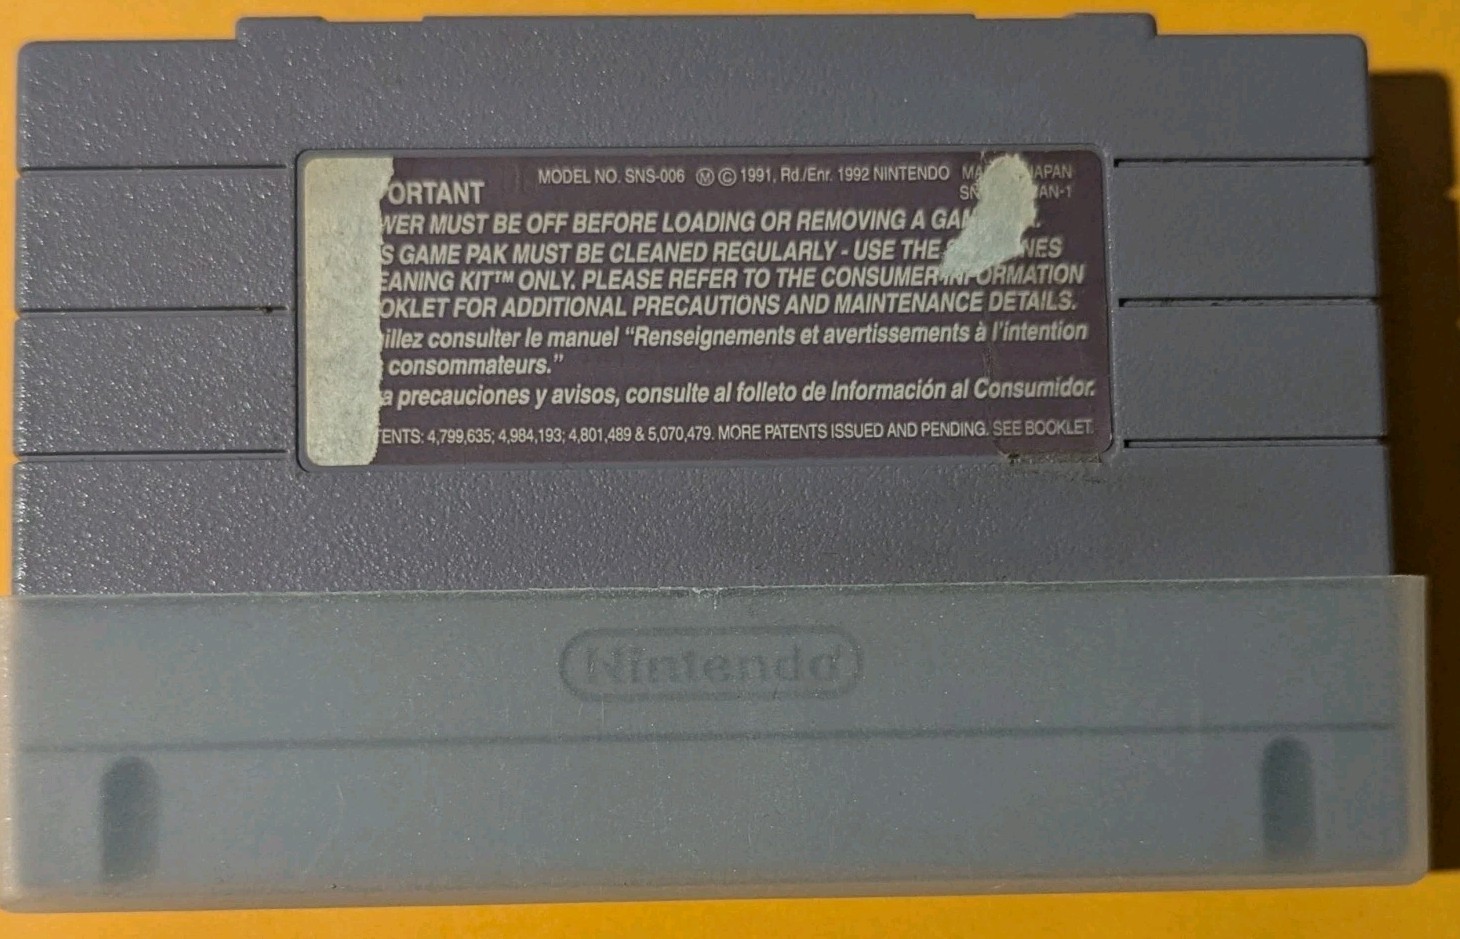 MODEL NO. SNS-006 Ⓜ © 1991, Rd./Enr. 1992 NINTENDO
PORTANT
WER MUST BE OFF BEFORE LOADING OR REMOVING A
S GAME PAK MUST BE CLEANED REGULARLY - USE THE
EANING KIT™ ONLY. PLEASE REFER TO THE CONSUMER INFORMATION
OKLET FOR ADDITIONAL PRECAUTIONS AND MAINTENANCE DETAILS.
illez consulter le manuel “Renseignements et avertissements à l’intention
consommateurs.”
a precauciones y avisos, consulte al folleto de Información al Consumidor.
TENTS: 4,799,635; 4,984,193; 4,801,489 & 5,070,479. MORE PATENTS ISSUED AND PENDING. SEE BOOKLET.
Nintendo